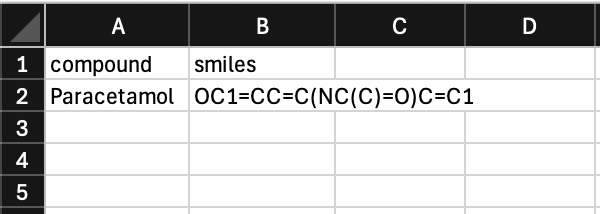 A B C D
1 compound smiles
2 Paracetamol OC1=CC=C(NC(C)=O)C=C1
3
4
5